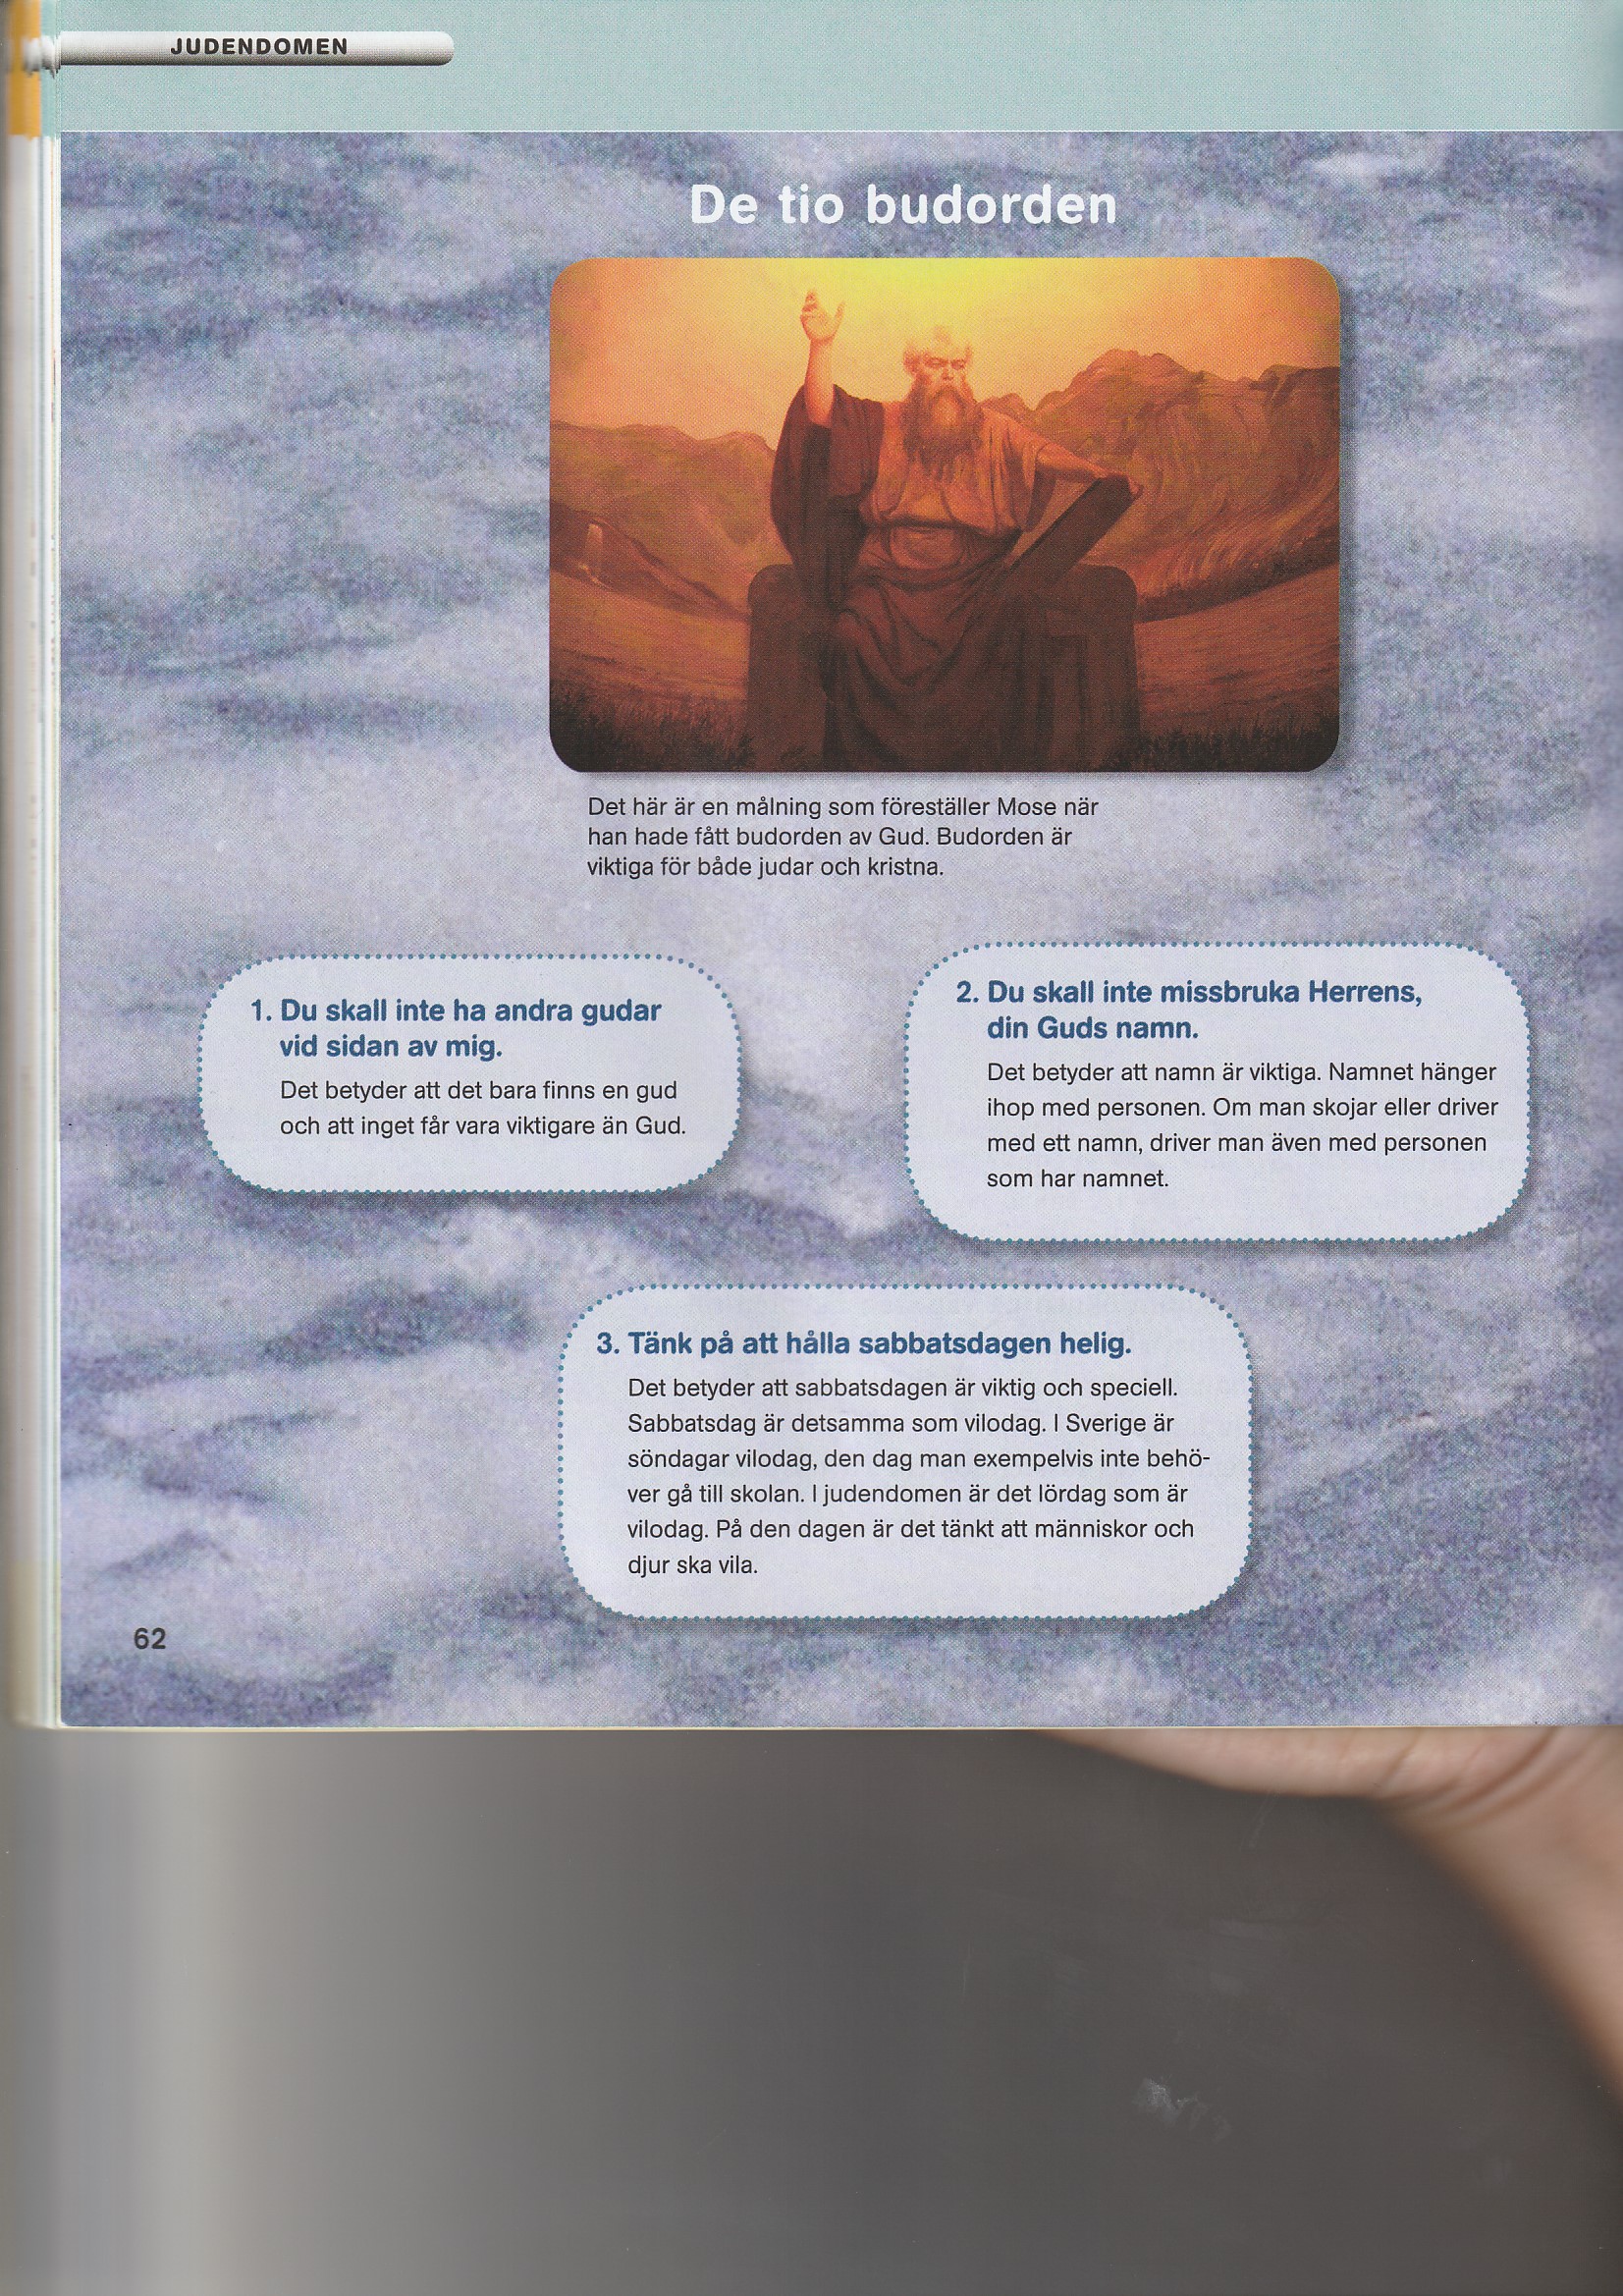 JUDENDOMEN
De tio budorden
Det här är en målning som föreställer Mose när
han hade fått budorden av Gud. Budorden är
viktiga för både judar och kristna.
1. Du skall inte ha andra gudar
vid sidan av mig.
Det betyder att det bara finns en gud
och att inget får vara viktigare än Gud.
2. Du skall inte missbruka Herrens,
din Guds namn.
Det betyder att namn är viktiga. Namnet hänger
ihop med personen. Om man skojar eller driver
med ett namn, driver man även med personen
som har namnet.
3. Tänk på att hålla sabbatsdagen helig.
Det betyder att sabbatsdagen är viktig och speciell.
Sabbatsdag är detsamma som vilodag. I Sverige är
söndagar vilodag, den dag man exempelvis inte behö-
ver gå till skolan. I judendomen är det lördag som är
vilodag. På den dagen är det tänkt att människor och
djur ska vila.
62